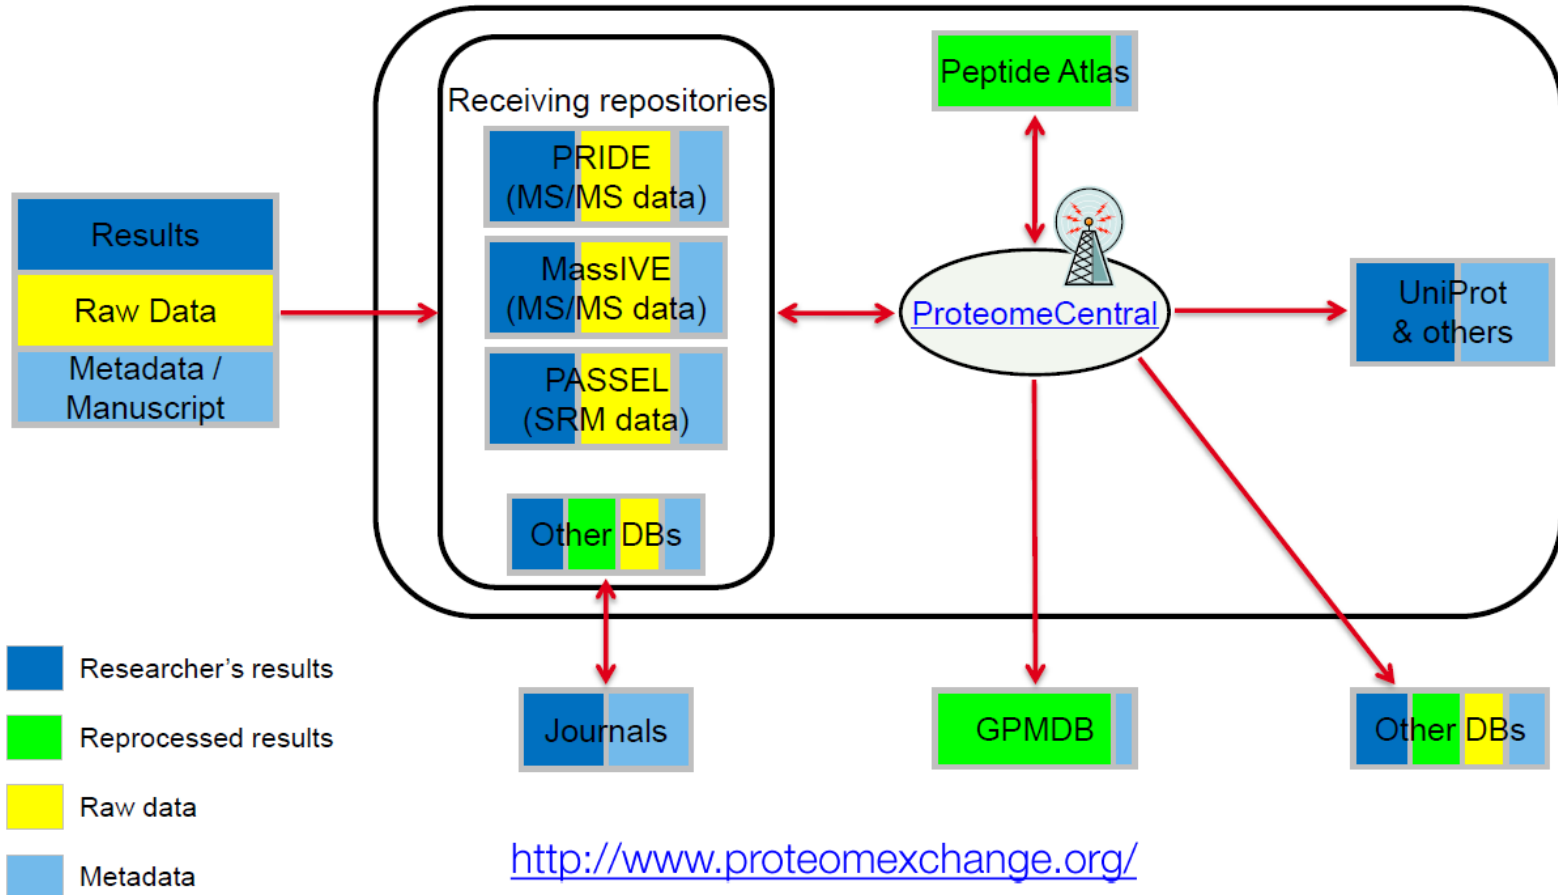 Receiving repositories
PRIDE
(MS/MS data)
MassIVE
(MS/MS data)
PASSEL
(SRM data)
Other DBs
Results
Raw Data
Metadata /
Manuscript
Peptide Atlas
ProteomeCentral
UniProt
& others
Journals
GPMDB
Other DBs
Researcher's results
Reprocessed results
Raw data
Metadata
http://www.proteomexchange.org/